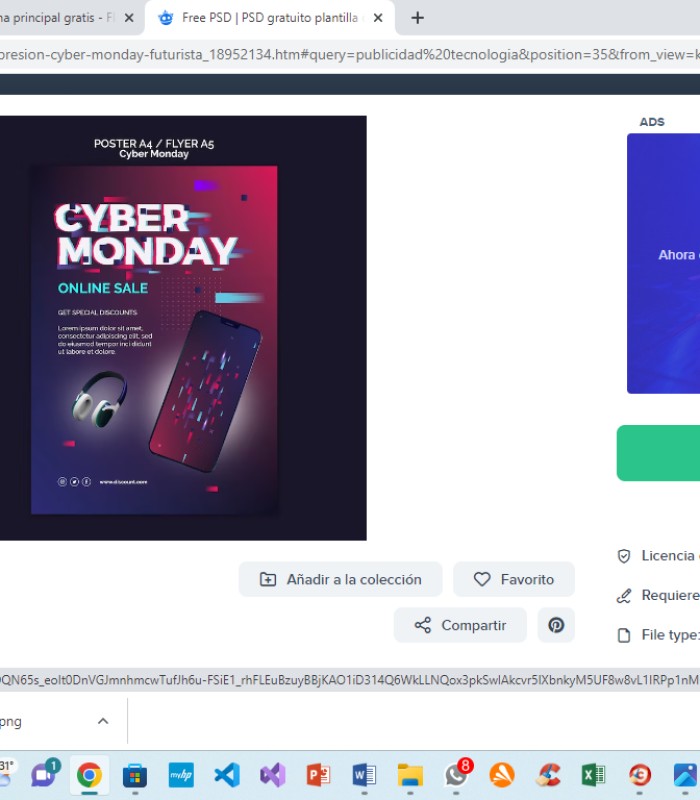 na principal gratis - Fl
Free PSD | PSD gratuito plantilla
presion-cyber-monday-futurista_18952134.htm#query=publicidad%20tecnologia&position=35&from_view=k
ADS
POSTER A4 / FLYER A5
Cyber Monday
CYBER
MONDAY
ONLINE SALE
GET SPECIAL DISCOUNTS
Lorem ipsum dolor sit amet,
consectetur adipiscing elit, sed
do eiusmod tempor incididunt
ut labore et dolore.
www.discount.com
Ahora
Añadir a la colección
Favorito
Compartir
Licencia
Requiere
File type:
png
31°
1
myhp
8